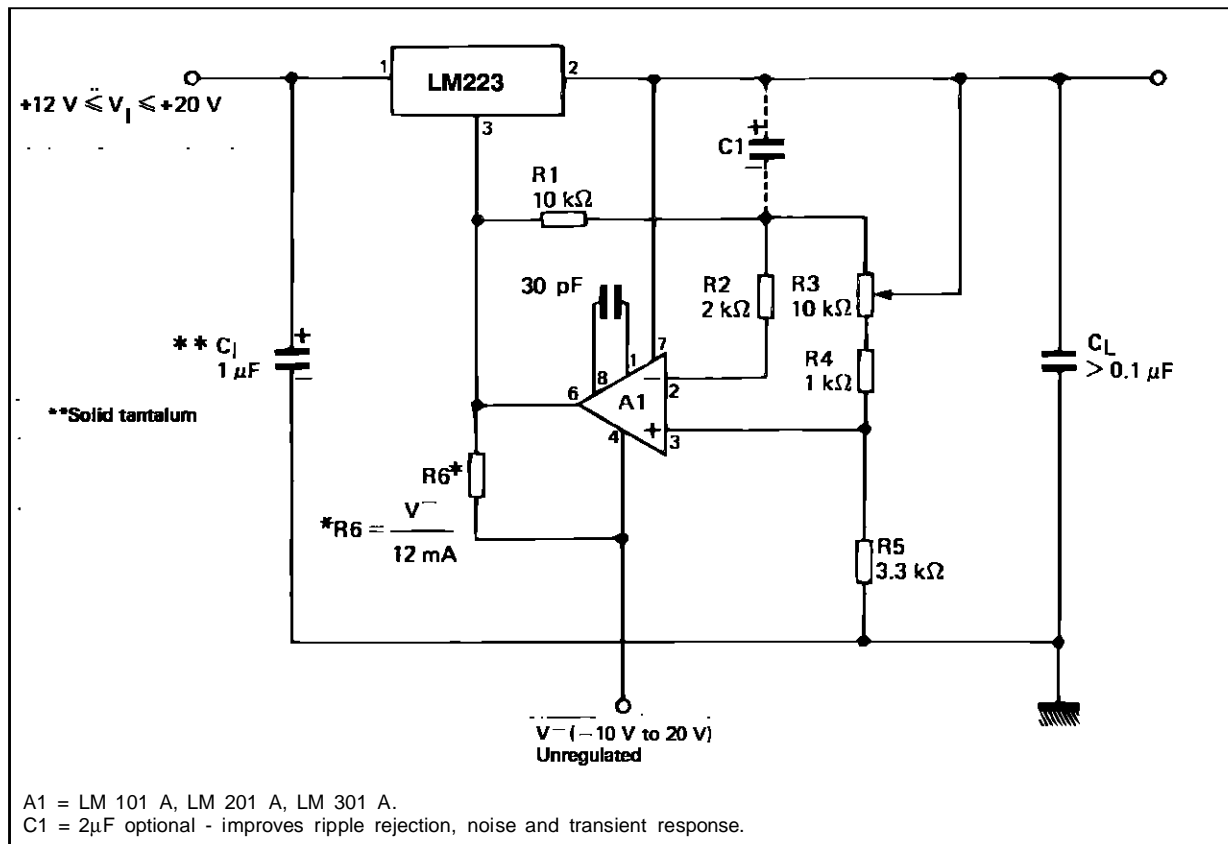 1
LM223
2
+12 V ≤ V_I ≤ +20 V
3
C1
+
−
R1
10 kΩ
30 pF
R2
2 kΩ
R3
10 kΩ
** C_I
1 µF
+
−
7
1
8
−
2
6
A1
4
+
3
R4
1 kΩ
C_L
> 0.1 µF
**Solid tantalum
R6*
*R6 = V⁻ / 12 mA
R5
3.3 kΩ
V⁻ (−10 V to 20 V)
Unregulated
A1 = LM 101 A, LM 201 A, LM 301 A.
C1 = 2µF optional - improves ripple rejection, noise and transient response.